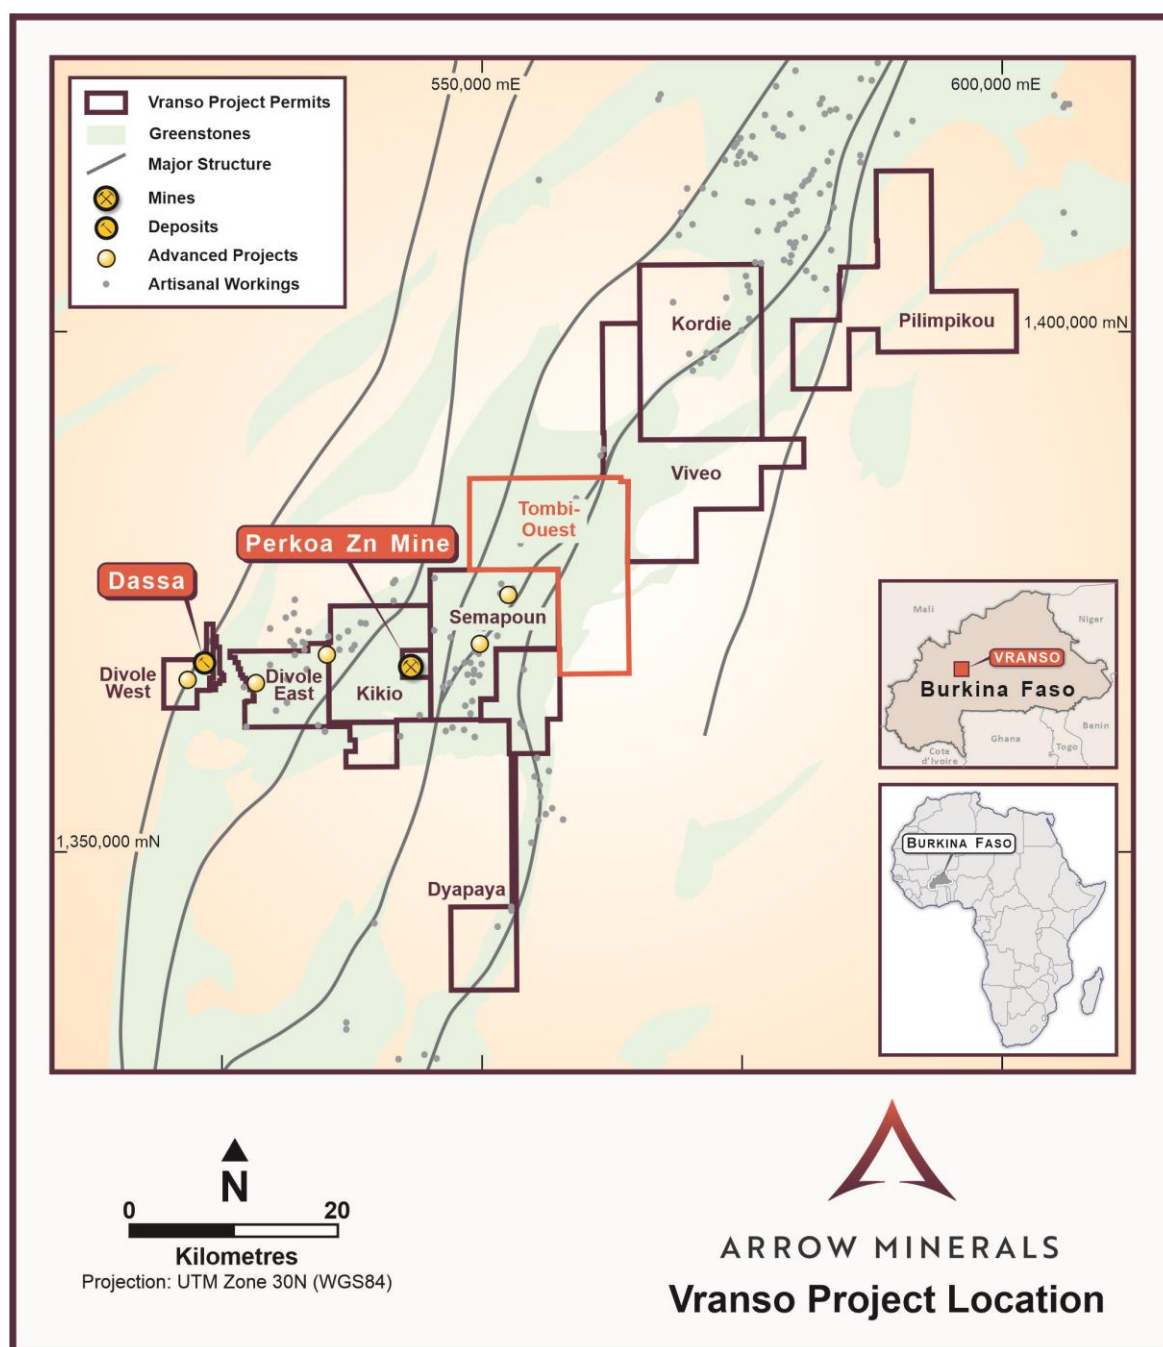 Vranso Project Permits
Greenstones
Major Structure
Mines
Deposits
Advanced Projects
Artisanal Workings
550,000 mE
600,000 mE
Kordie
Pilimpikou
1,400,000 mN
Viveo
Tombi-
Ouest
Perkoa Zn Mine
Dassa
Semapoun
Divole
West
Divole
East
Kikio
1,350,000 mN
Dyapaya
Mali
Niger
VRANSO
Burkina Faso
Benin
Ghana
Togo
Cote
d'Ivoire
BURKINA FASO
N
0 20
Kilometres
Projection: UTM Zone 30N (WGS84)
ARROW MINERALS
Vranso Project Location